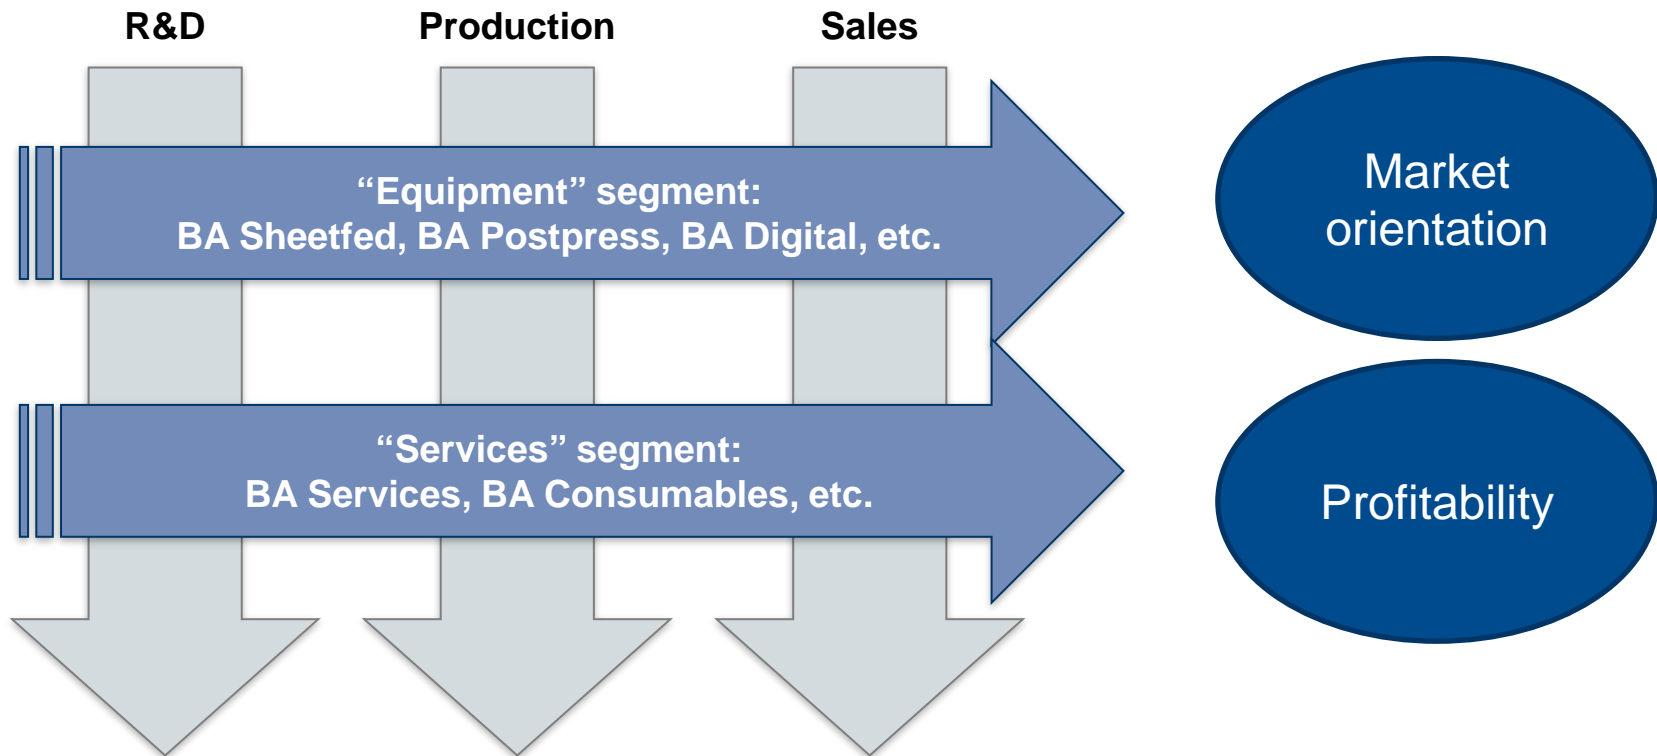 R&D
Production
Sales
“Equipment” segment:
BA Sheetfed, BA Postpress, BA Digital, etc.
Market
orientation
“Services” segment:
BA Services, BA Consumables, etc.
Profitability